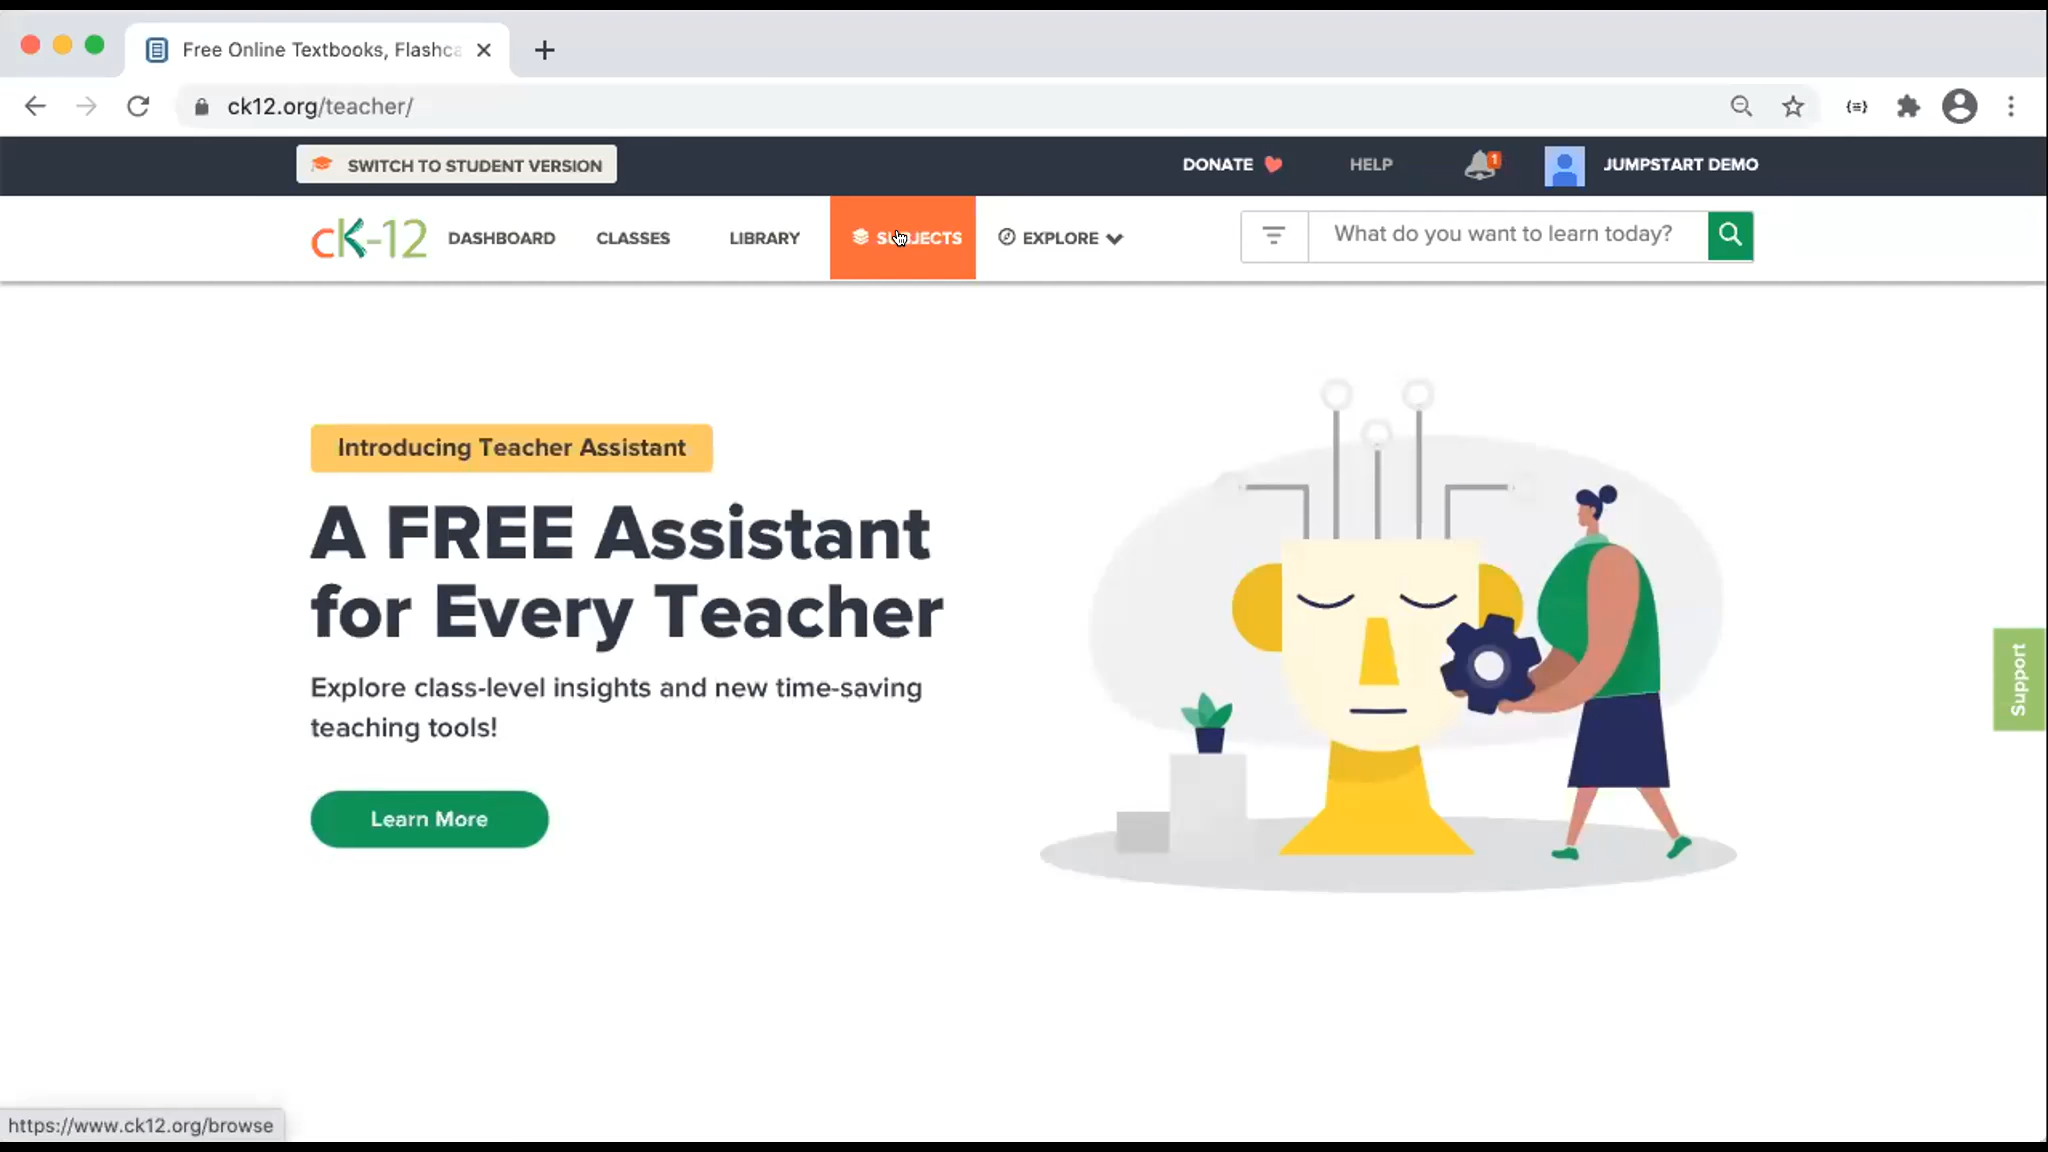 Free Online Textbooks, Flashca
ck12.org/teacher/
SWITCH TO STUDENT VERSION
DONATE
HELP
1
JUMPSTART DEMO
cK-12
DASHBOARD
CLASSES
LIBRARY
SUBJECTS
EXPLORE
What do you want to learn today?
Introducing Teacher Assistant
A FREE Assistant
for Every Teacher
Explore class-level insights and new time-saving
teaching tools!
Learn More
Support
https://www.ck12.org/browse